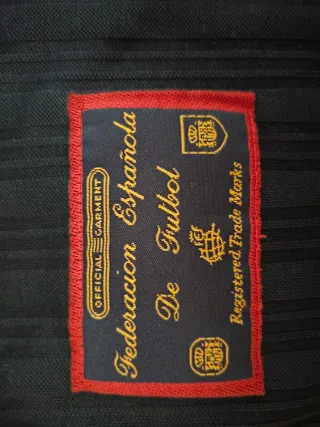 OFFICIAL GARMENT
Federacion Española
De Futbol
Registered Trade Marks